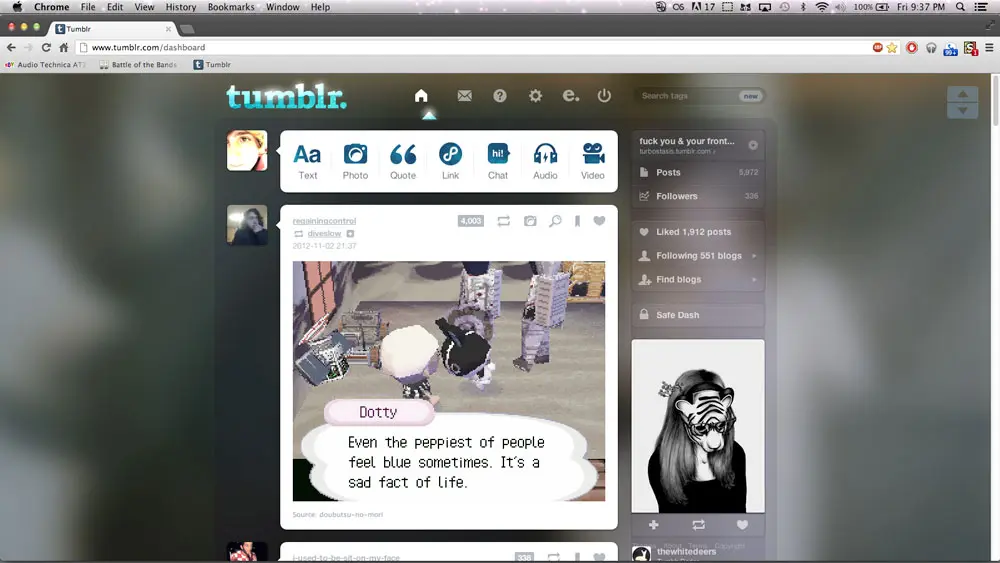 Chrome File Edit View History Bookmarks Window Help 17 100% Fri 9:37 PM
Tumblr
www.tumblr.com/dashboard
Audio Technica AT2 Battle of the Bands Tumblr
tumblr.
Search tags new
Aa
hi!
Text Photo Quote Link Chat Audio Video
fuck you & your front...
turbostasis.tumblr.com
Posts 5,972
Followers 336
Liked 1,912 posts
Following 551 blogs
Find blogs
Safe Dash
regainingcontrol 4,003
diveslow
2012-11-02 21:37
Dotty
Even the peppiest of people
feel blue sometimes. It's a
sad fact of life.
Source: doubutsu-no-mori
i-used-to-be-sit-on-my-face 338
thewhitedeers